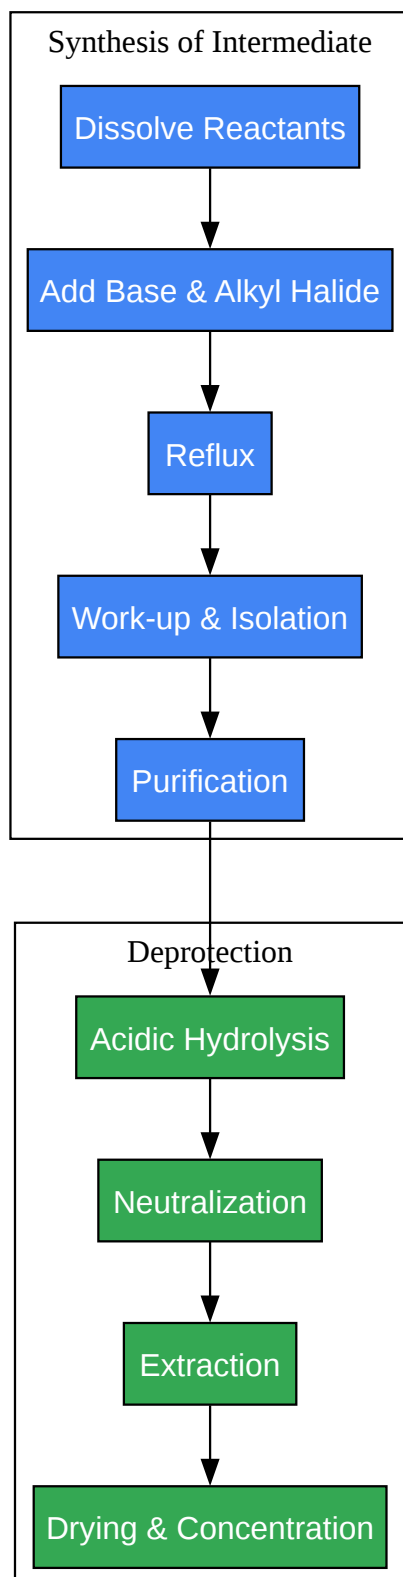 Synthesis of Intermediate
Dissolve Reactants
Add Base & Alkyl Halide
Reflux
Work-up & Isolation
Purification
Deprotection
Acidic Hydrolysis
Neutralization
Extraction
Drying & Concentration